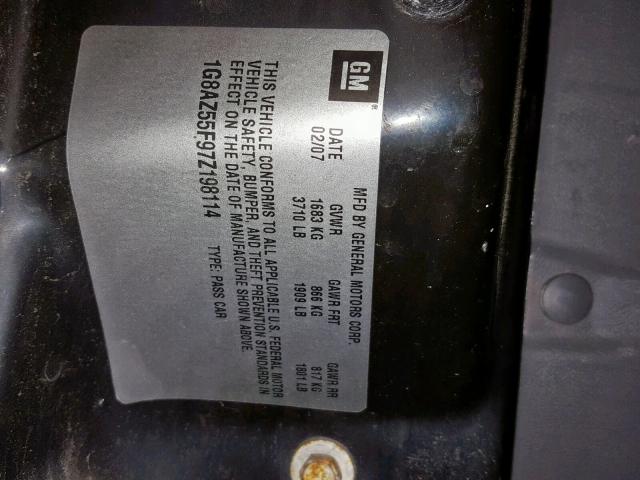 GM
MFD BY GENERAL MOTORS CORP.
DATE GVWR GAWR FRT GAWR RR
02/07 1683 KG 866 KG 817 KG
3710 LB 1909 LB 1801 LB
THIS VEHICLE CONFORMS TO ALL APPLICABLE U.S. FEDERAL MOTOR
VEHICLE SAFETY, BUMPER, AND THEFT PREVENTION STANDARDS IN
EFFECT ON THE DATE OF MANUFACTURE SHOWN ABOVE.
1G8AZ55F97Z198114 TYPE: PASS CAR